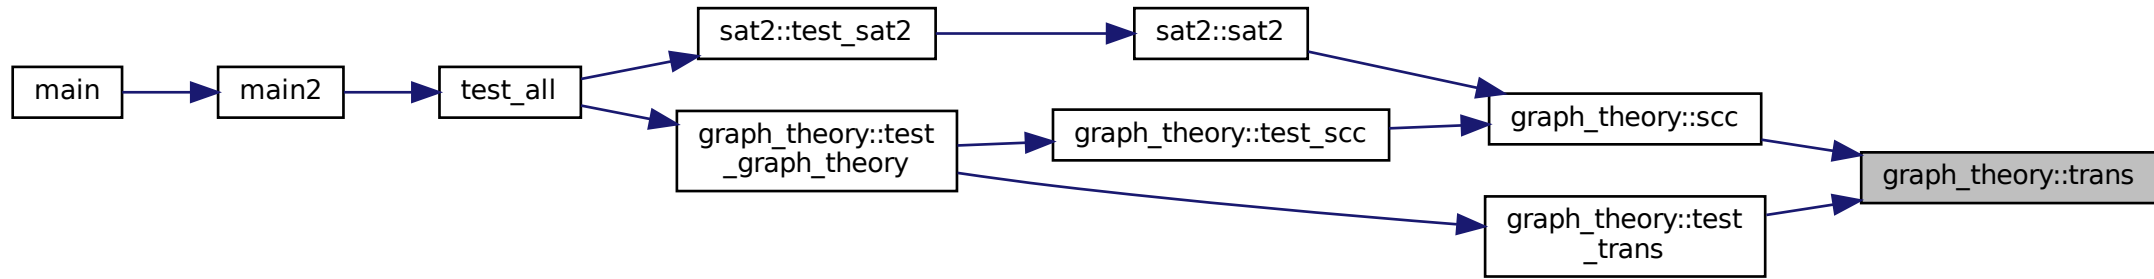 main
main2
test_all
sat2::test_sat2
graph_theory::test
_graph_theory
sat2::sat2
graph_theory::test_scc
graph_theory::scc
graph_theory::test
_trans
graph_theory::trans